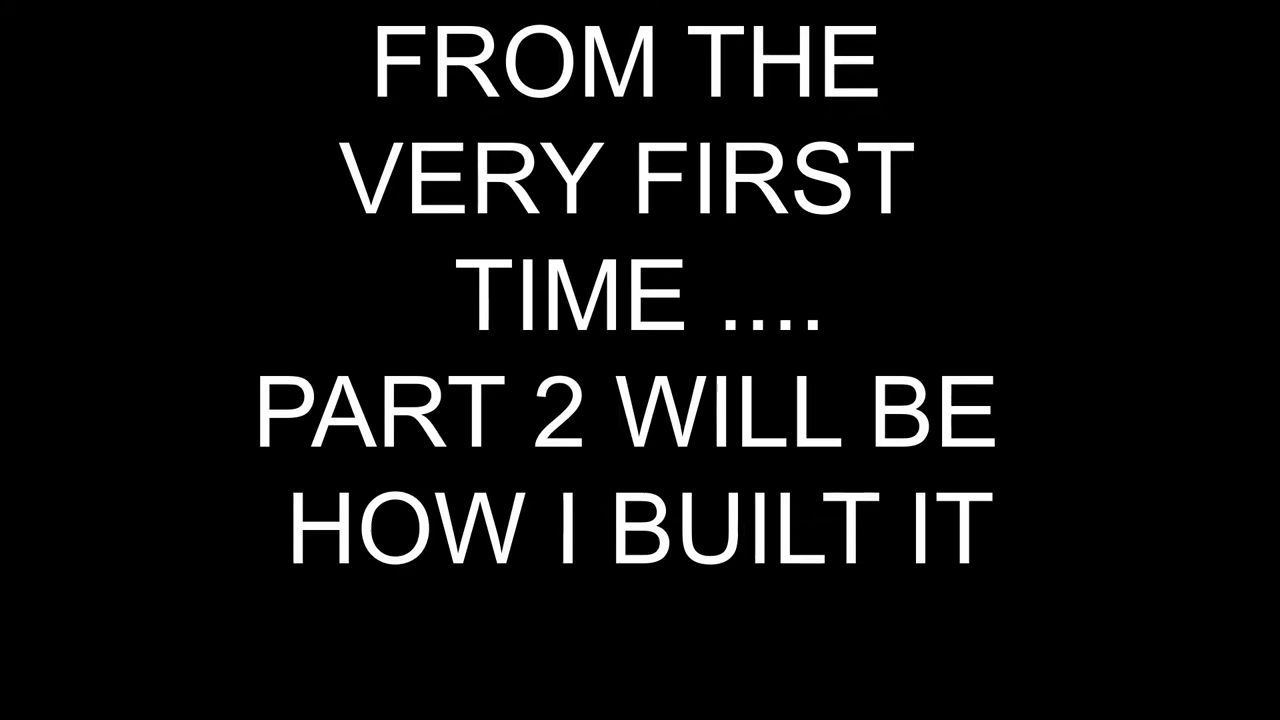 FROM THE
VERY FIRST
TIME ....
PART 2 WILL BE
HOW I BUILT IT